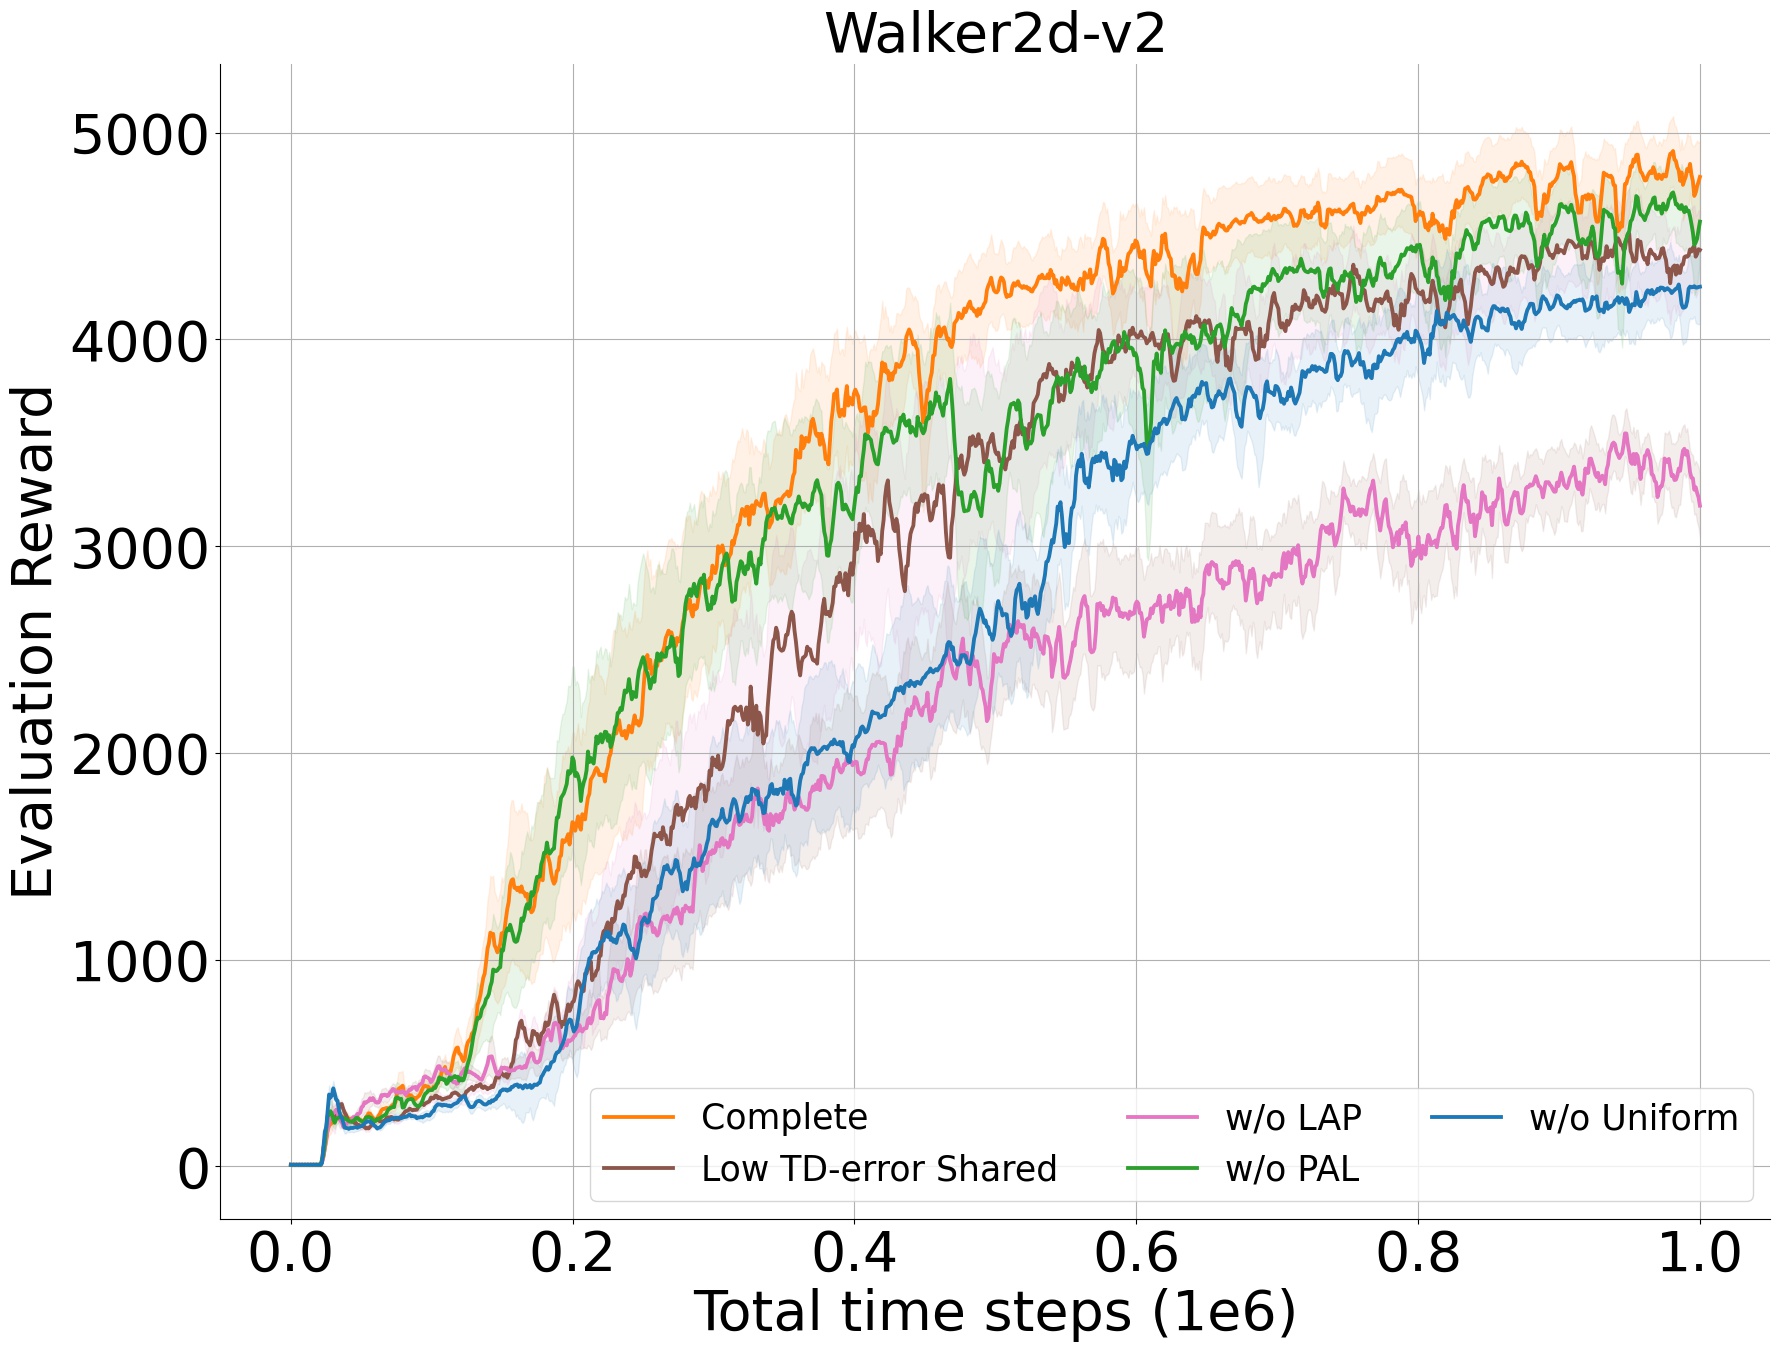 Walker2d-v2
Evaluation Reward
5000
4000
3000
2000
1000
0
0.0 0.2 0.4 0.6 0.8 1.0
Total time steps (1e6)
Complete w/o LAP w/o Uniform
Low TD-error Shared w/o PAL